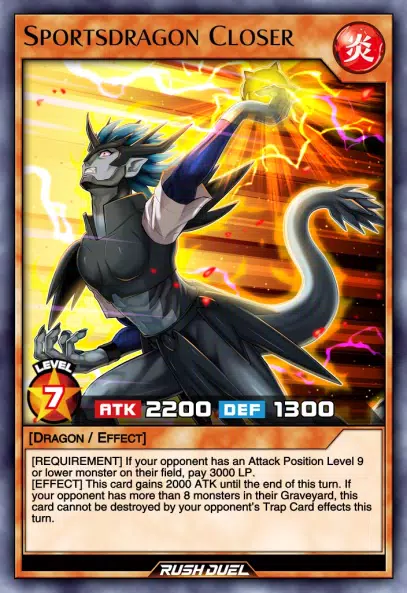 SPORTSDRAGON CLOSER
炎
LEVEL
7
ATK 2200 DEF 1300
[DRAGON / EFFECT]
[REQUIREMENT] If your opponent has an Attack Position Level 9
or lower monster on their field, pay 3000 LP.
[EFFECT] This card gains 2000 ATK until the end of this turn. If
your opponent has more than 8 monsters in their Graveyard, this
card cannot be destroyed by your opponent's Trap Card effects this
turn.
RUSH DUEL